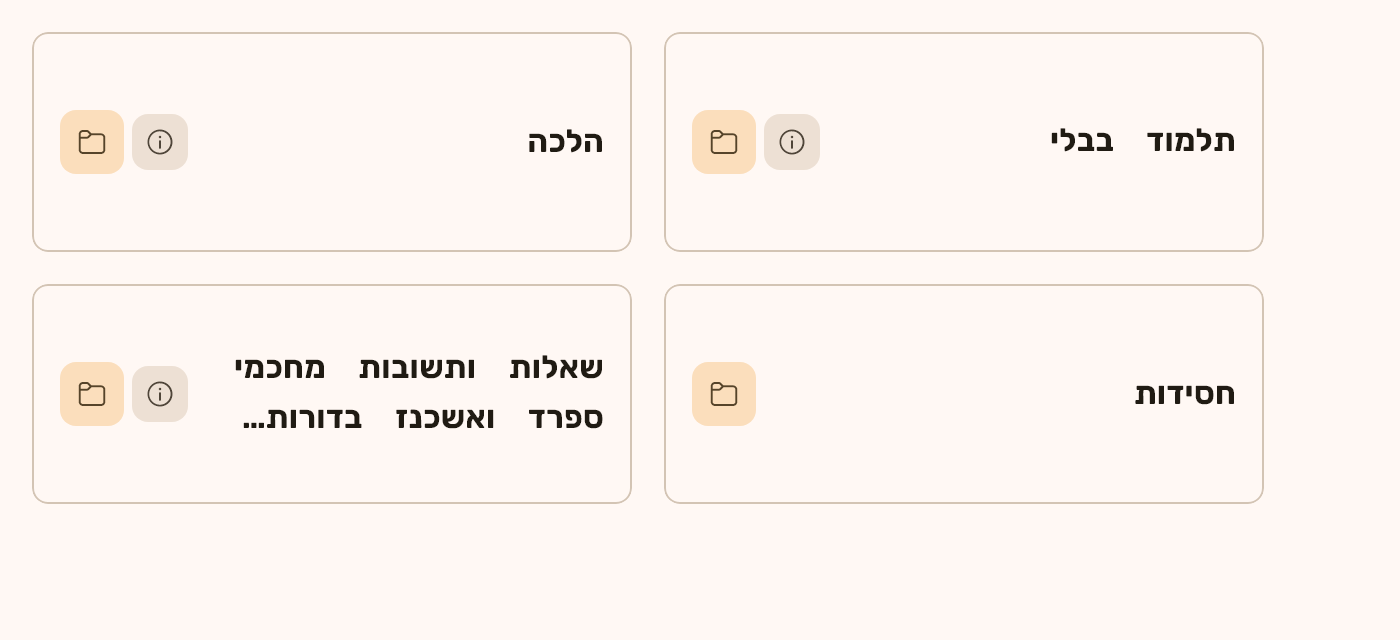 תלמוד בבלי
הלכה
חסידות
שאלות ותשובות מחכמי
ספרד ואשכנז בדורות...